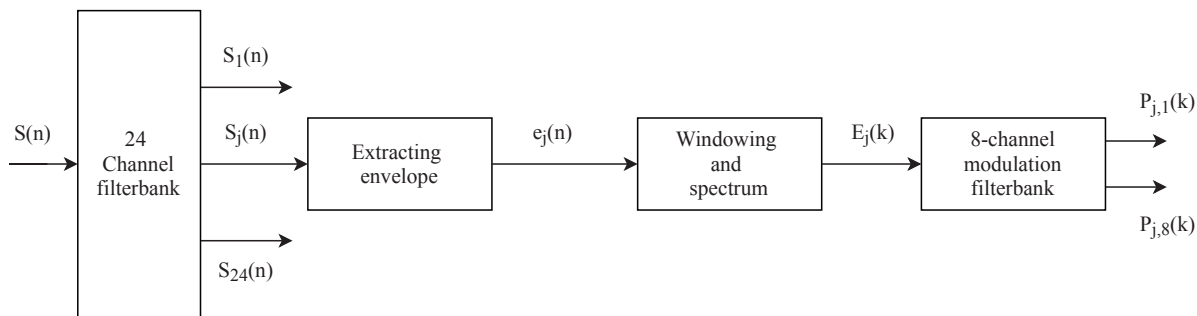 S(n)
24
Channel
filterbank
S₁(n)
Sⱼ(n)
S₂₄(n)
Extracting
envelope
eⱼ(n)
Windowing
and
spectrum
Eⱼ(k)
8-channel
modulation
filterbank
Pⱼ,₁(k)
Pⱼ,₈(k)